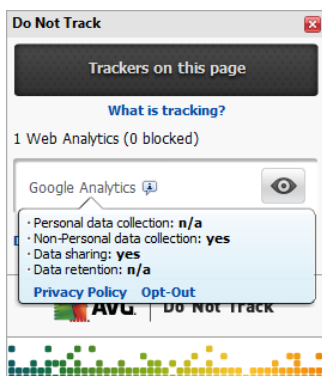 Do Not Track
Trackers on this page
What is tracking?
1 Web Analytics (0 blocked)
Google Analytics
· Personal data collection: n/a
· Non-Personal data collection: yes
· Data sharing: yes
· Data retention: n/a
Privacy Policy Opt-Out
AVG. Do Not Track